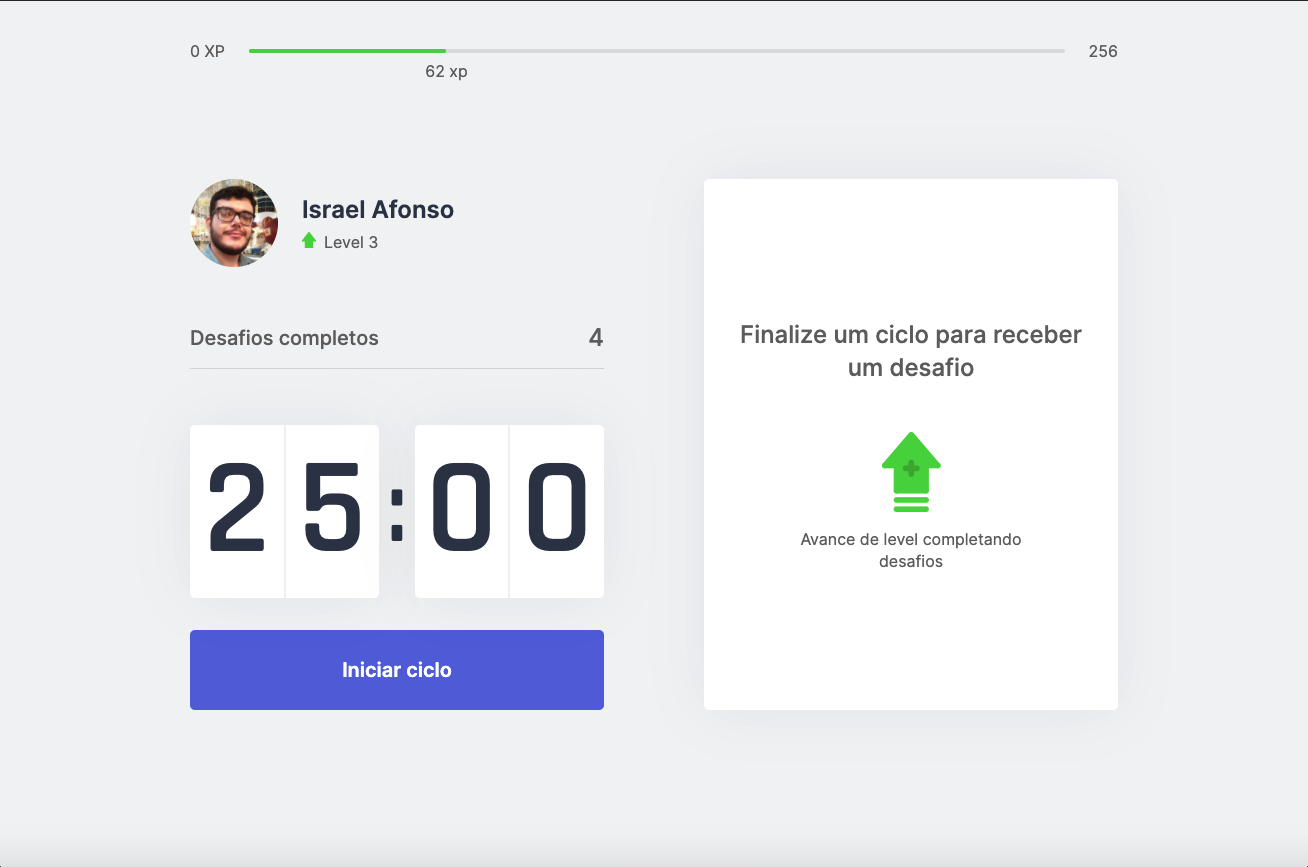 0 XP
256
62 xp
Israel Afonso
Level 3
Desafios completos
4
25:00
Iniciar ciclo
Finalize um ciclo para receber
um desafio
Avance de level completando
desafios